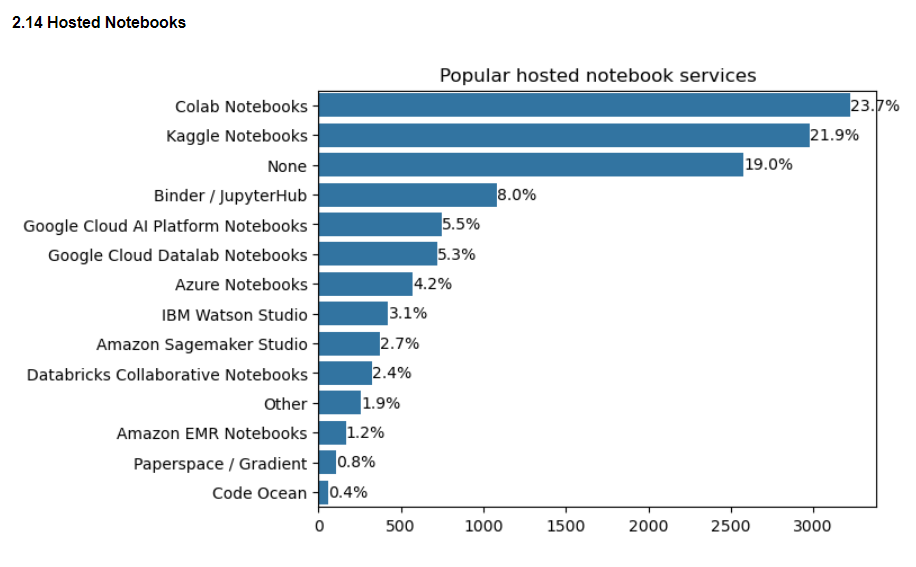 2.14 Hosted Notebooks
Popular hosted notebook services
Colab Notebooks 23.7%
Kaggle Notebooks 21.9%
None 19.0%
Binder / JupyterHub 8.0%
Google Cloud AI Platform Notebooks 5.5%
Google Cloud Datalab Notebooks 5.3%
Azure Notebooks 4.2%
IBM Watson Studio 3.1%
Amazon Sagemaker Studio 2.7%
Databricks Collaborative Notebooks 2.4%
Other 1.9%
Amazon EMR Notebooks 1.2%
Paperspace / Gradient 0.8%
Code Ocean 0.4%
0 500 1000 1500 2000 2500 3000